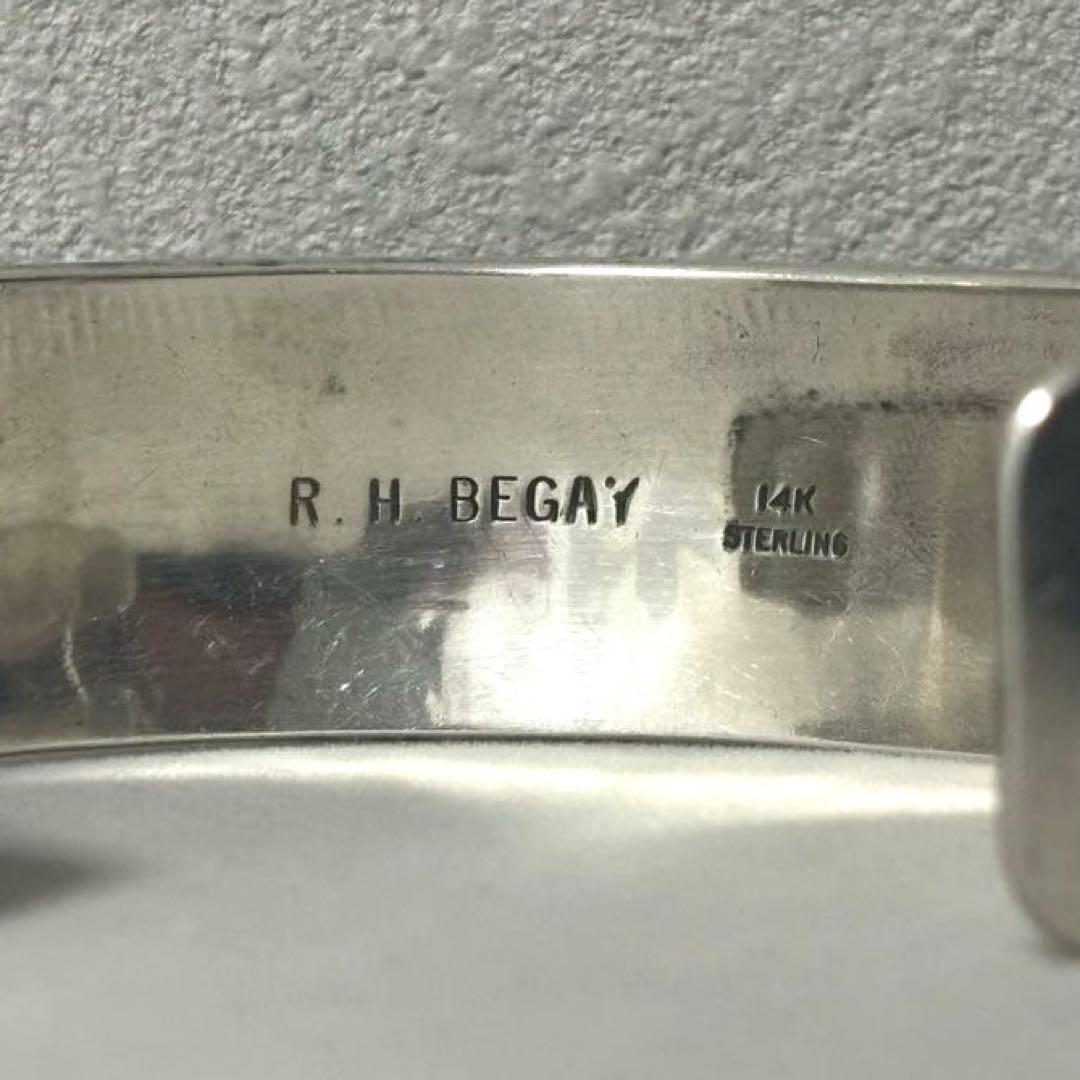 R. H. BEGAY
14K
STERLING